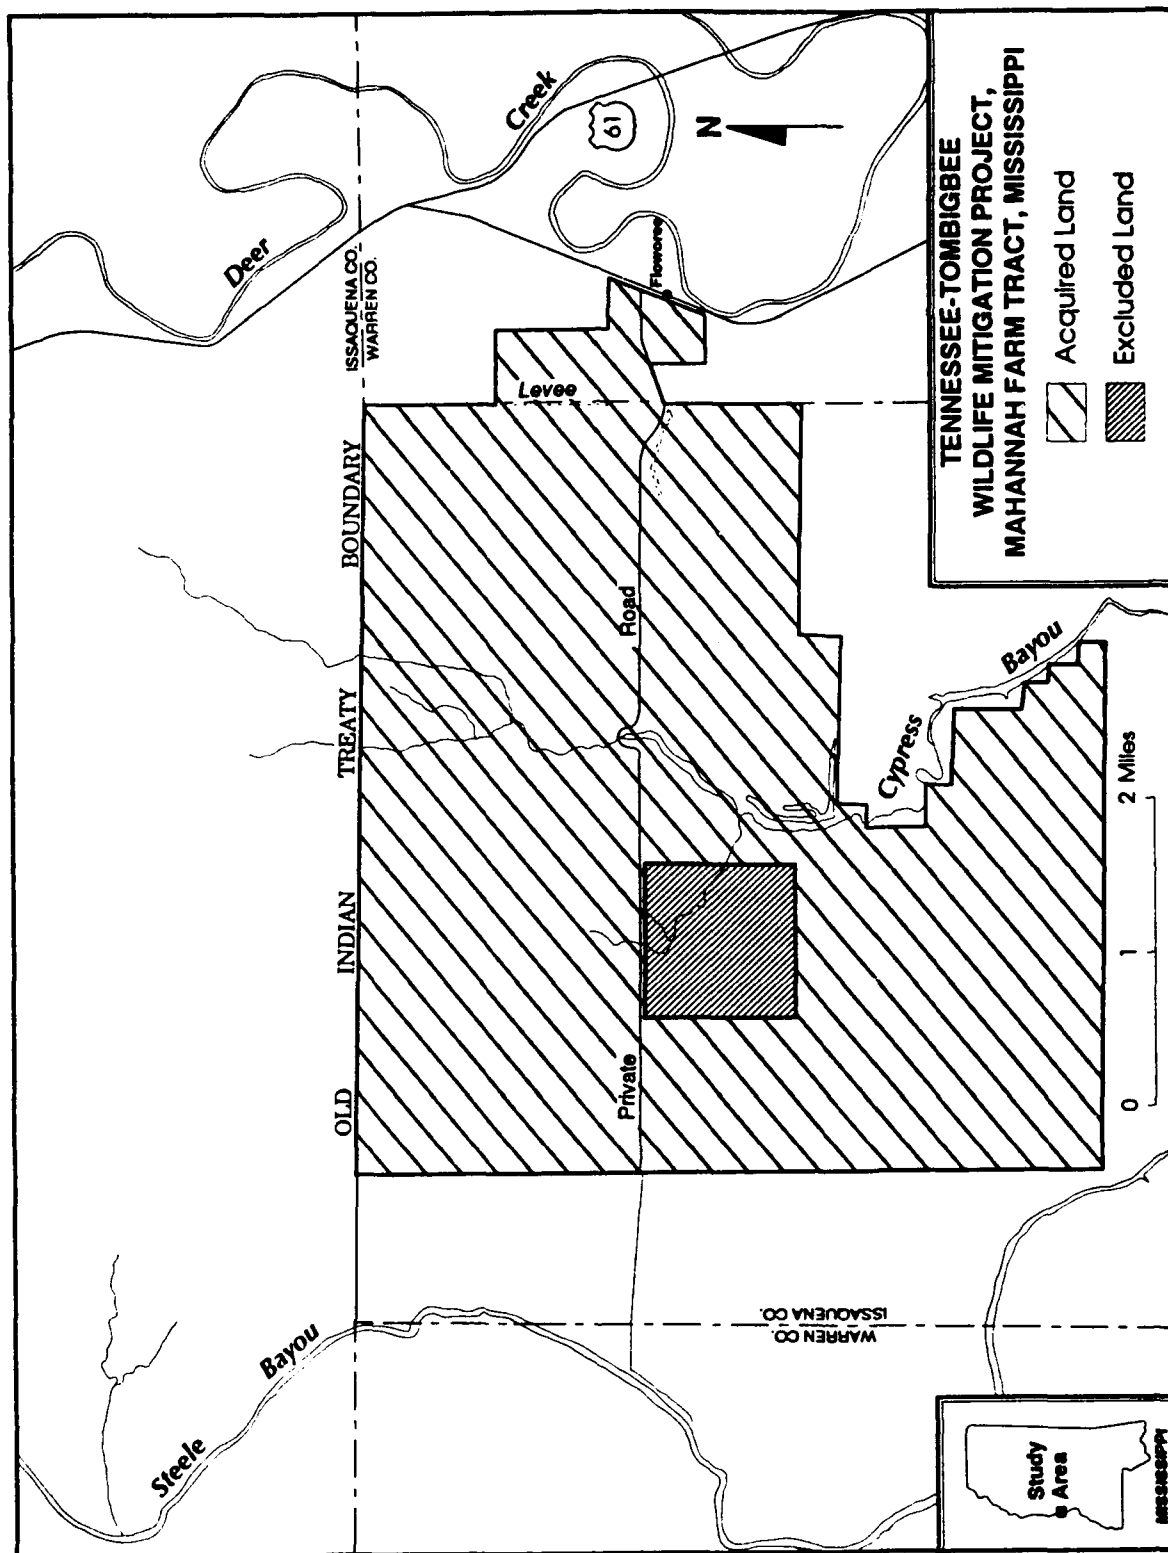 TENNESSEE-TOMBIGBEE
WILDLIFE MITIGATION PROJECT,
MAHANNAH FARM TRACT, MISSISSIPPI
Acquired Land
Excluded Land
N
OLD INDIAN TREATY BOUNDARY
ISSAQUENA CO.
WARREN CO.
Deer
Creek
61
Floweree
Levee
Private Road
Steele
Bayou
Cypress
Bayou
WARREN CO.
ISSAQUENA CO.
0 1 2 Miles
Study
Area
MISSISSIPPI